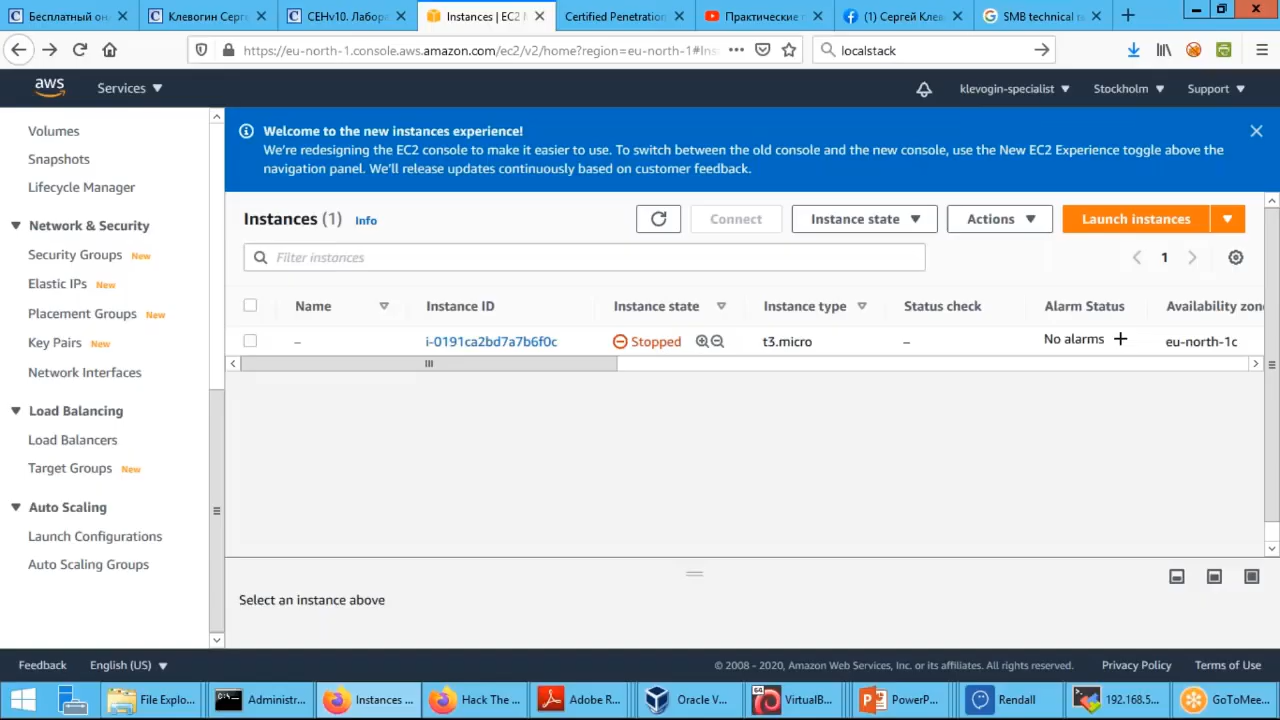 Бесплатный он
Клевогин Серг
CEHv10. Лабора
Instances | EC2 M
Certified Penetration
Практические
(1) Сергей Клев
SMB technical
https://eu-north-1.console.aws.amazon.com/ec2/v2/home?region=eu-north-1#Ins
localstack
aws
Services
klevogin-specialist
Stockholm
Support
Volumes
Snapshots
Lifecycle Manager
Network & Security
Security Groups New
Elastic IPs New
Placement Groups New
Key Pairs New
Network Interfaces
Load Balancing
Load Balancers
Target Groups New
Auto Scaling
Launch Configurations
Auto Scaling Groups
Welcome to the new instances experience!
We're redesigning the EC2 console to make it easier to use. To switch between the old console and the new console, use the New EC2 Experience toggle above the
navigation panel. We'll release updates continuously based on customer feedback.
Instances (1) Info
Connect
Instance state
Actions
Launch instances
Filter instances
1
Name Instance ID Instance state Instance type Status check Alarm Status Availability zon
– i-0191ca2bd7a7b6f0c Stopped t3.micro – No alarms + eu-north-1c
Select an instance above
Feedback English (US) © 2008 - 2020, Amazon Web Services, Inc. or its affiliates. All rights reserved. Privacy Policy Terms of Use
File Explo...
Administr...
Instances ...
Hack The ...
Adobe R...
Oracle V...
64
VirtualB...
PowerP...
Rendall
192.168.5...
GoToMee...